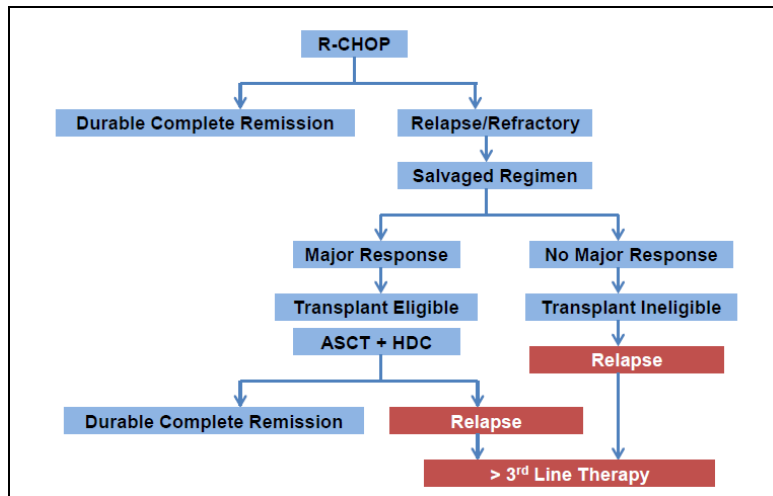 R-CHOP
Durable Complete Remission
Relapse/Refractory
Salvaged Regimen
Major Response
No Major Response
Transplant Eligible
Transplant Ineligible
ASCT + HDC
Relapse
Durable Complete Remission
Relapse
> 3rd Line Therapy